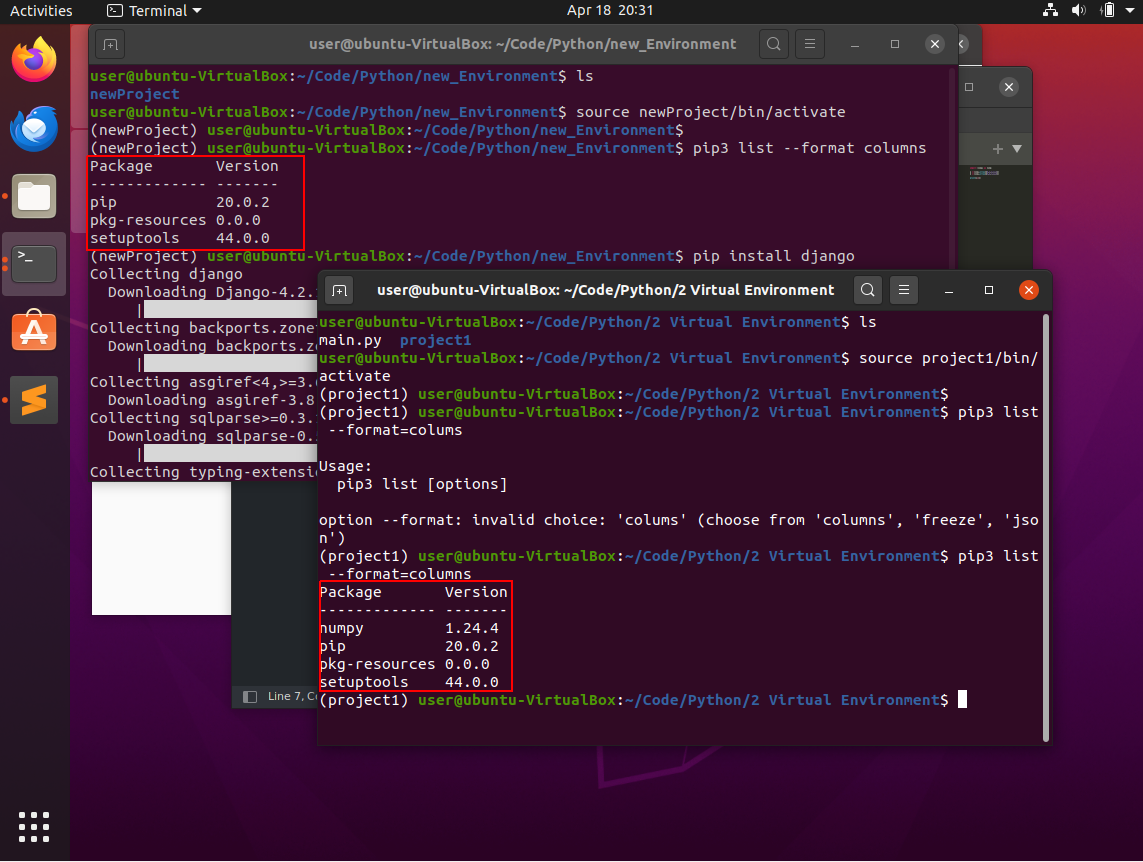 Activities Terminal Apr 18 20:31
user@ubuntu-VirtualBox: ~/Code/Python/new_Environment
user@ubuntu-VirtualBox:~/Code/Python/new_Environment$ ls
newProject
user@ubuntu-VirtualBox:~/Code/Python/new_Environment$ source newProject/bin/activate
(newProject) user@ubuntu-VirtualBox:~/Code/Python/new_Environment$
(newProject) user@ubuntu-VirtualBox:~/Code/Python/new_Environment$ pip3 list --format columns
Package       Version
------------- -------
pip           20.0.2
pkg-resources 0.0.0
setuptools    44.0.0
(newProject) user@ubuntu-VirtualBox:~/Code/Python/new_Environment$ pip install django
Collecting django
Downloading Django-4.2.
|
Collecting backports.zone
Downloading backports.z
|
Collecting asgiref<4,>=3.
Downloading asgiref-3.8
Collecting sqlparse>=0.3.
Downloading sqlparse-0.
|
Collecting typing-extensi
user@ubuntu-VirtualBox: ~/Code/Python/2 Virtual Environment
user@ubuntu-VirtualBox:~/Code/Python/2 Virtual Environment$ ls
main.py  project1
user@ubuntu-VirtualBox:~/Code/Python/2 Virtual Environment$ source project1/bin/
activate
(project1) user@ubuntu-VirtualBox:~/Code/Python/2 Virtual Environment$
(project1) user@ubuntu-VirtualBox:~/Code/Python/2 Virtual Environment$ pip3 list
--format=colums
Usage:
pip3 list [options]
option --format: invalid choice: 'colums' (choose from 'columns', 'freeze', 'jso
n')
(project1) user@ubuntu-VirtualBox:~/Code/Python/2 Virtual Environment$ pip3 list
--format=columns
Package       Version
------------- -------
numpy         1.24.4
pip           20.0.2
pkg-resources 0.0.0
setuptools    44.0.0
(project1) user@ubuntu-VirtualBox:~/Code/Python/2 Virtual Environment$
Line 7, C